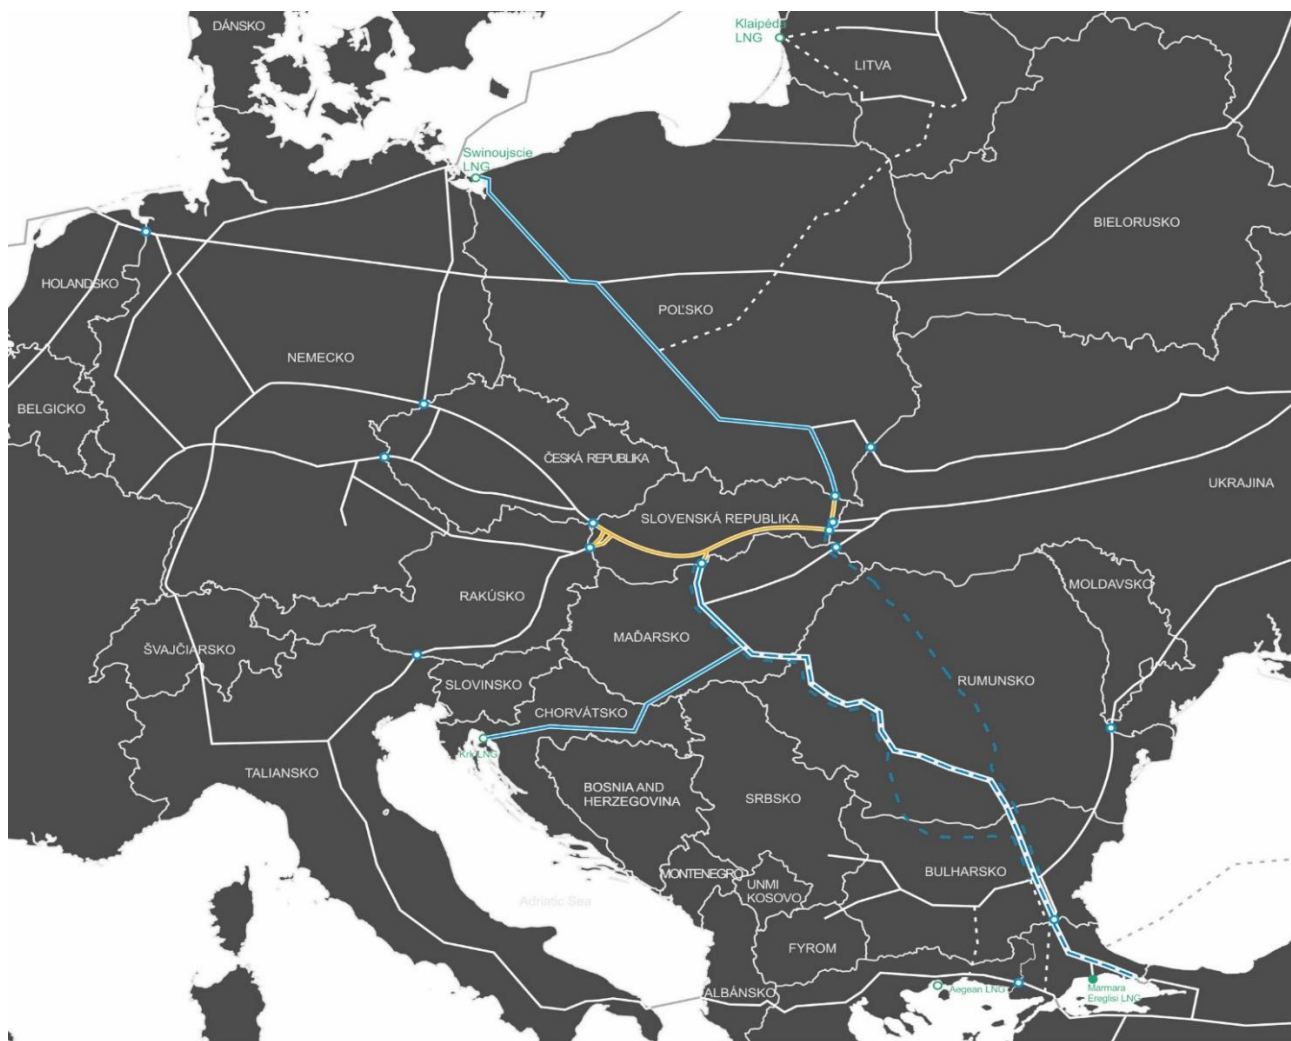 DÁNSKO
Klaipėda
LNG
LITVA
Swinoujscie
LNG
BIELORUSKO
HOLANDSKO
POĽSKO
NEMECKO
BELGICKO
ČESKÁ REPUBLIKA
UKRAJINA
SLOVENSKÁ REPUBLIKA
MOLDAVSKO
RAKÚSKO
MAĎARSKO
ŠVAJČIARSKO
RUMUNSKO
SLOVINSKO
CHORVÁTSKO
Krk LNG
TALIANSKO
BOSNIA AND
HERZEGOVINA
SRBSKO
MONTENEGRO
UNMI
KOSOVO
BULHARSKO
Adriatic Sea
FYROM
ALBÁNSKO
Aegean LNG
Marmara
Ereglisi LNG